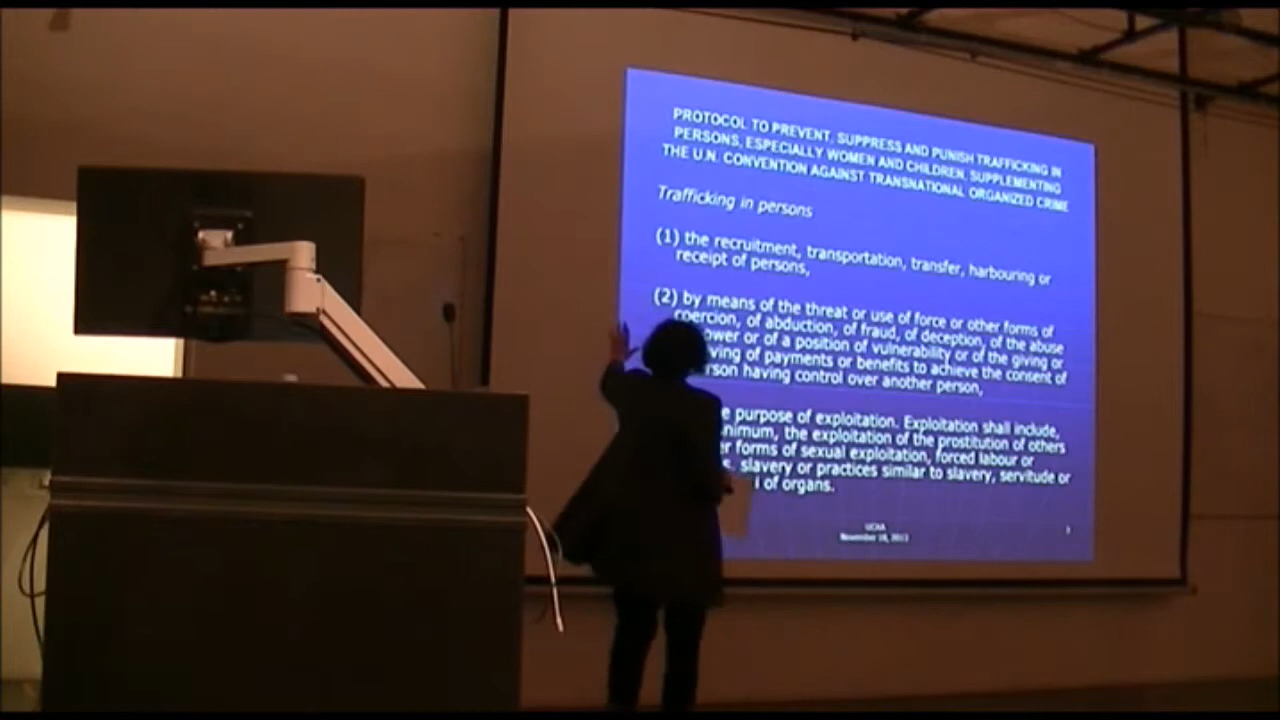 PROTOCOL TO PREVENT, SUPPRESS AND PUNISH TRAFFICKING IN
PERSONS, ESPECIALLY WOMEN AND CHILDREN, SUPPLEMENTING
THE U.N. CONVENTION AGAINST TRANSNATIONAL ORGANIZED CRIME
Trafficking in persons
(1) the recruitment, transportation, transfer, harbouring or
receipt of persons,
(2) by means of the threat or use of force or other forms of
coercion, of abduction, of fraud, of deception, of the abuse
ower or of a position of vulnerability or of the giving or
ving of payments or benefits to achieve the consent of
rson having control over another person,
e purpose of exploitation. Exploitation shall include,
nimum, the exploitation of the prostitution of others
er forms of sexual exploitation, forced labour or
s, slavery or practices similar to slavery, servitude or
l of organs.
November 18, 2013